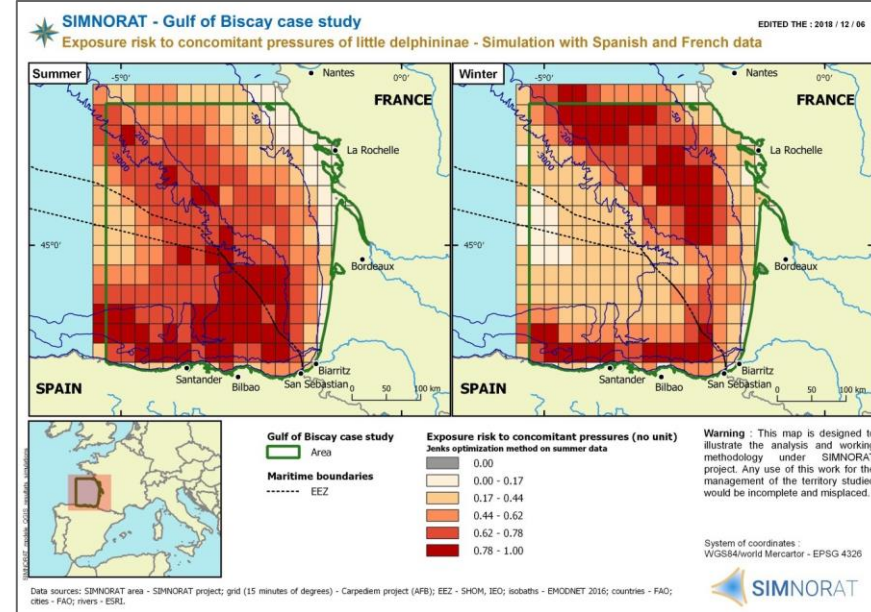 SIMNORAT - Gulf of Biscay case study
EDITED THE : 2018 / 12 / 06
Exposure risk to concomitant pressures of little delphininae - Simulation with Spanish and French data
Summer
-5°0'
Nantes
0°0'
FRANCE
-50
-200
-3000
La Rochelle
45°0'
Bordeaux
Biarritz
Santander
Bilbao
San Sebastian
SPAIN
0 50 100 km
Winter
-5°0'
Nantes
0°0'
FRANCE
-50
-200
-3000
La Rochelle
45°0'
Bordeaux
Biarritz
Santander
Bilbao
San Sebastian
SPAIN
0 50 100 km
Gulf of Biscay case study
Area
Maritime boundaries
EEZ
Exposure risk to concomitant pressures (no unit)
Jenks optimization method on summer data
0.00
0.00 - 0.17
0.17 - 0.44
0.44 - 0.62
0.62 - 0.78
0.78 - 1.00
Warning : This map is designed to
illustrate the analysis and working
methodology under SIMNORAT
project. Any use of this work for the
management of the territory studied
would be incomplete and misplaced.
System of coordinates :
WGS84/world Mercartor - EPSG 4326
SIMNORAT
Data sources: SIMNORAT area - SIMNORAT project; grid (15 minutes of degrees) - Carpediem project (AFB); EEZ - SHOM, IEO; isobaths - EMODNET 2016; countries - FAO;
cities - FAO; rivers - ESRI.